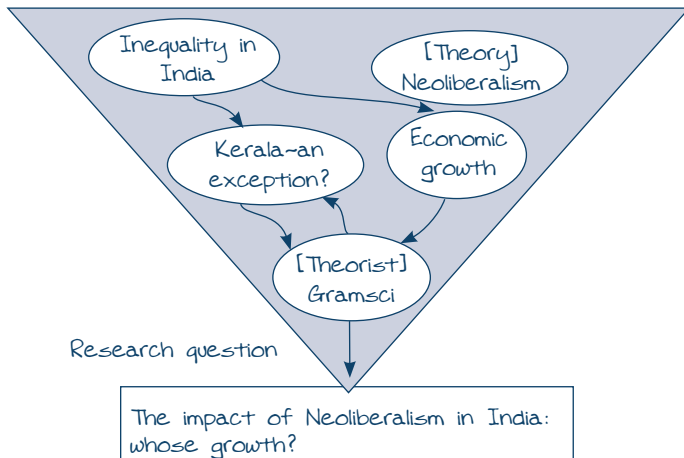 Inequality in
India
[Theory]
Neoliberalism
Kerala~an
exception?
Economic
growth
[Theorist]
Gramsci
Research question
The impact of Neoliberalism in India:
whose growth?